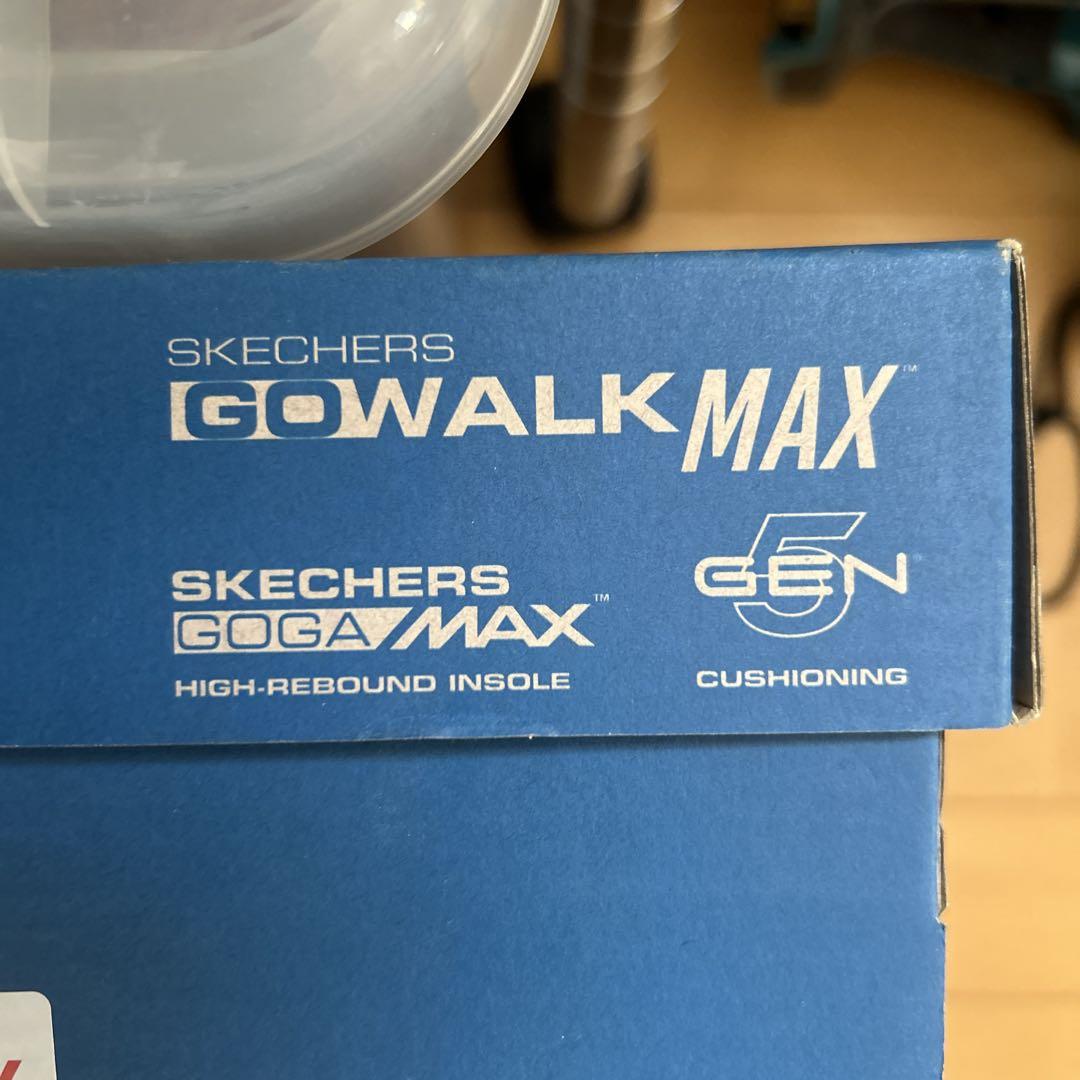 SKECHERS
GOWALK MAX™
SKECHERS
GOGA MAX™
HIGH-REBOUND INSOLE
GEN 5
CUSHIONING